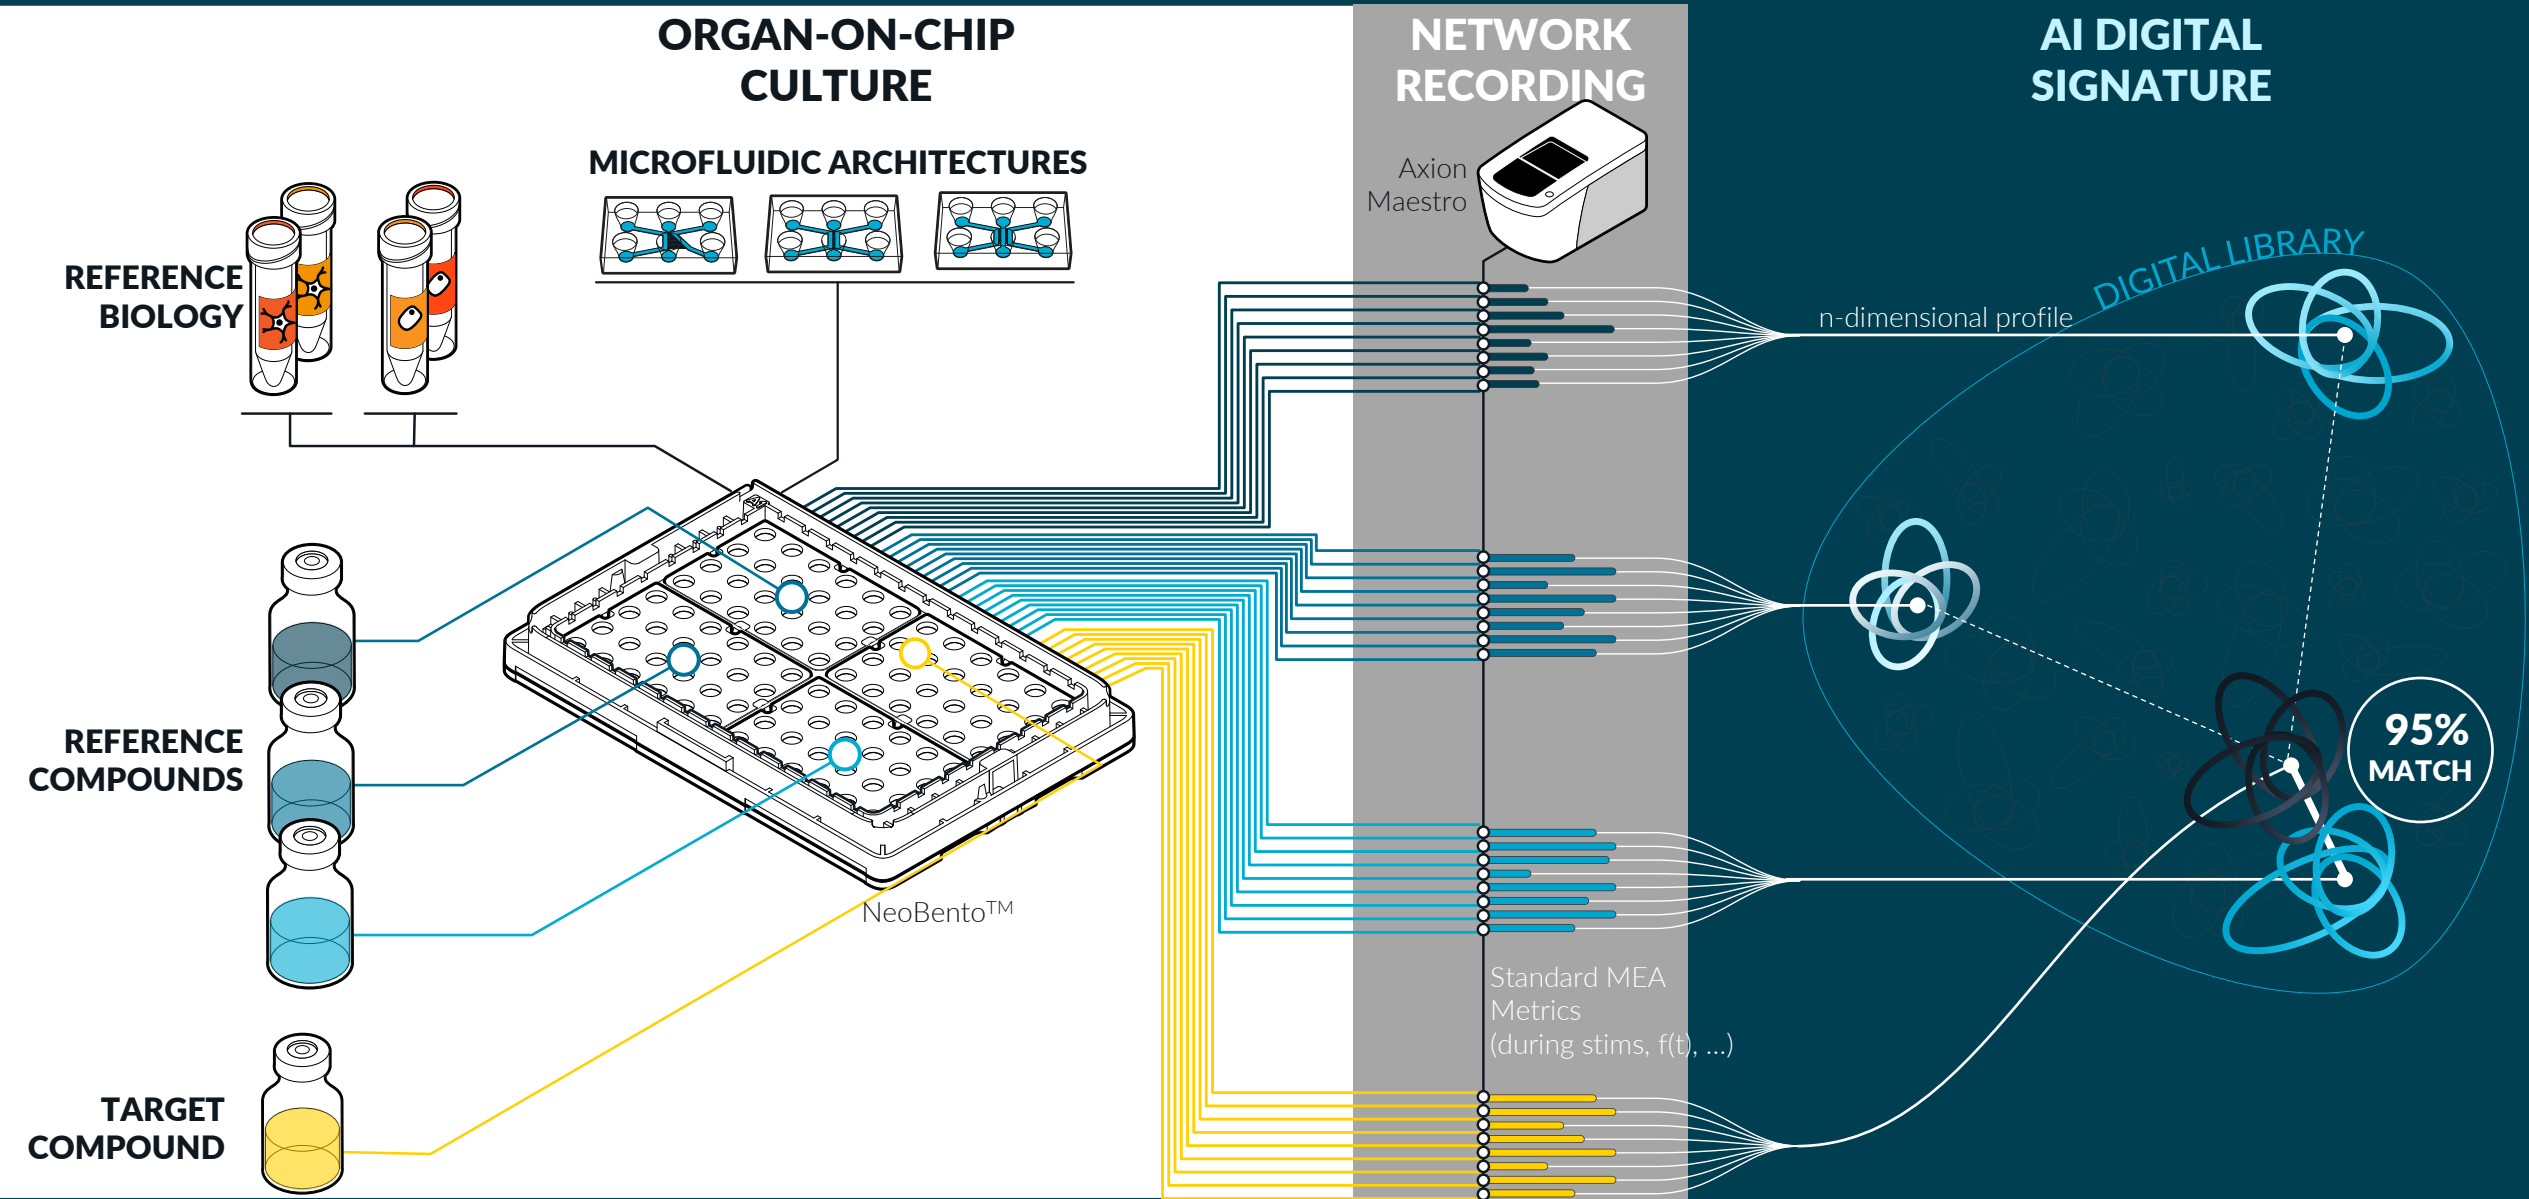 ORGAN-ON-CHIP
CULTURE
NETWORK
RECORDING
AI DIGITAL
SIGNATURE
MICROFLUIDIC ARCHITECTURES
Axion
Maestro
REFERENCE
BIOLOGY
DIGITAL LIBRARY
n-dimensional profile
REFERENCE
COMPOUNDS
95%
MATCH
NeoBento™
Standard MEA
Metrics
(during stims, f(t), ...)
TARGET
COMPOUND